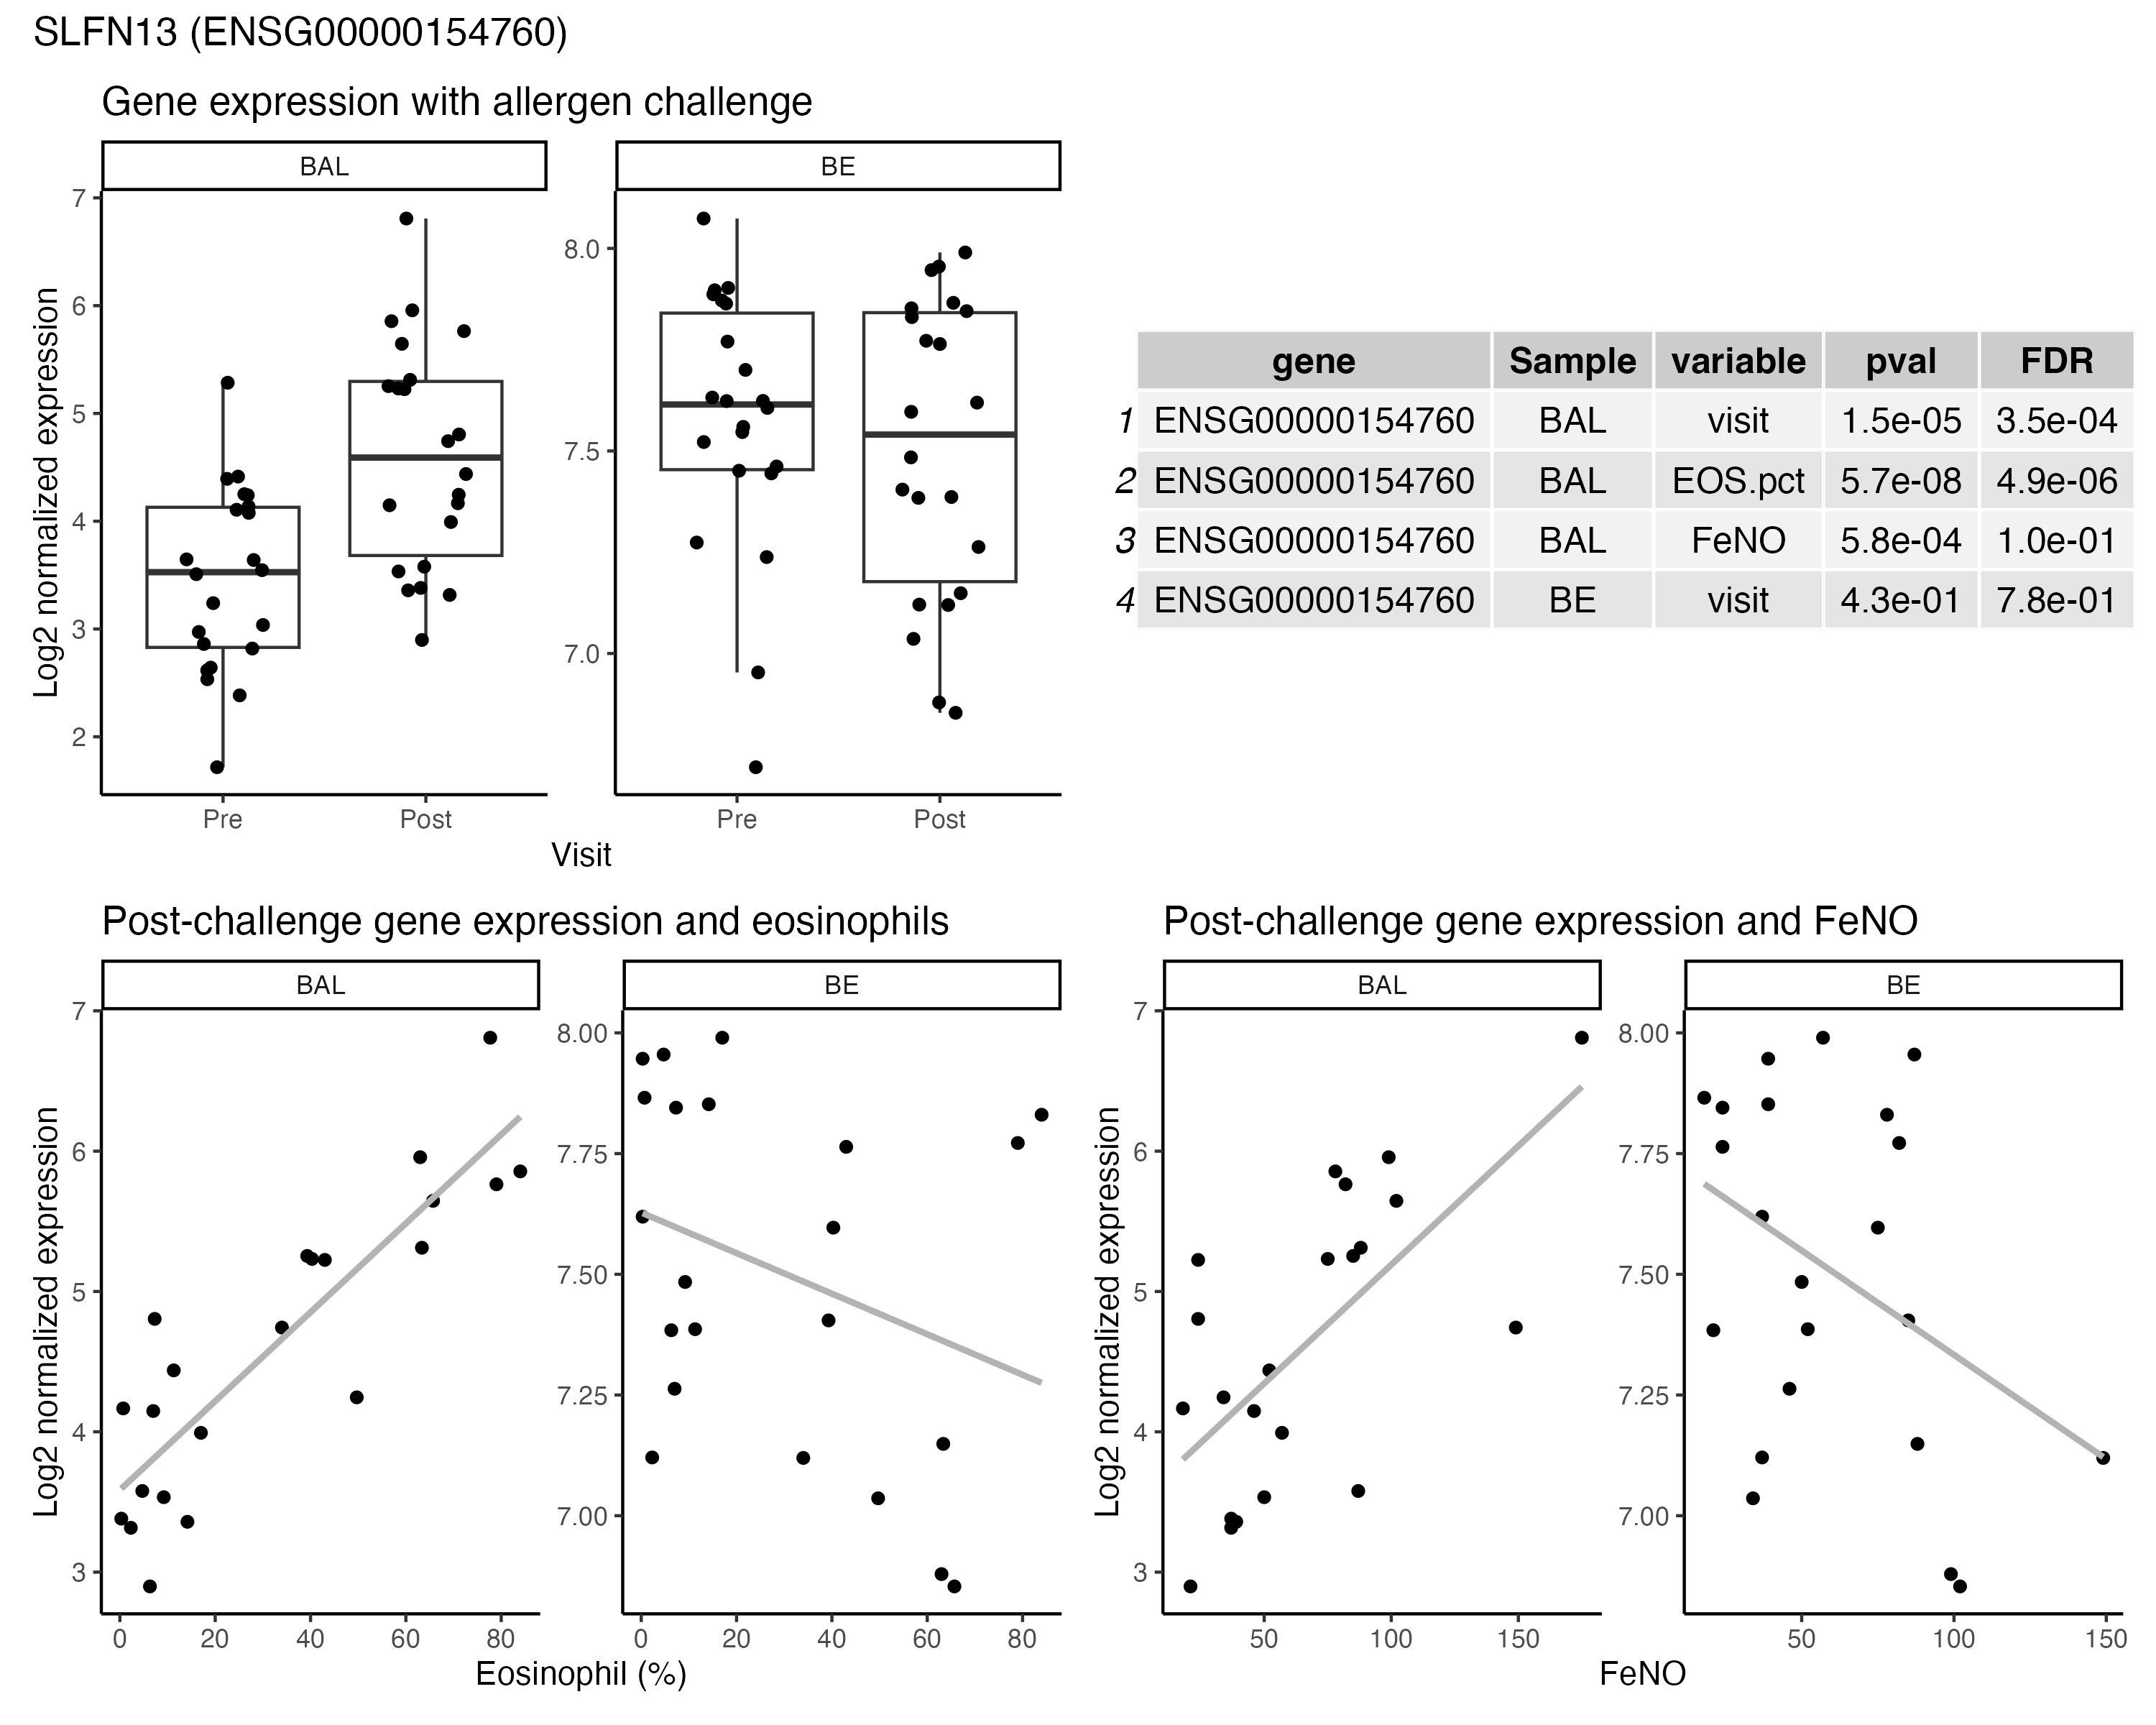 SLFN13 (ENSG00000154760)
Gene expression with allergen challenge
BAL
BE
Log2 normalized expression
7
6
5
4
3
2
8.0
7.5
7.0
Pre
Post
Pre
Post
Visit
gene Sample variable pval FDR
1 ENSG00000154760 BAL visit 1.5e-05 3.5e-04
2 ENSG00000154760 BAL EOS.pct 5.7e-08 4.9e-06
3 ENSG00000154760 BAL FeNO 5.8e-04 1.0e-01
4 ENSG00000154760 BE visit 4.3e-01 7.8e-01
Post-challenge gene expression and eosinophils
BAL
BE
Log2 normalized expression
7
6
5
4
3
8.00
7.75
7.50
7.25
7.00
0 20 40 60 80
0 20 40 60 80
Eosinophil (%)
Post-challenge gene expression and FeNO
BAL
BE
Log2 normalized expression
7
6
5
4
3
8.00
7.75
7.50
7.25
7.00
50 100 150
50 100 150
FeNO